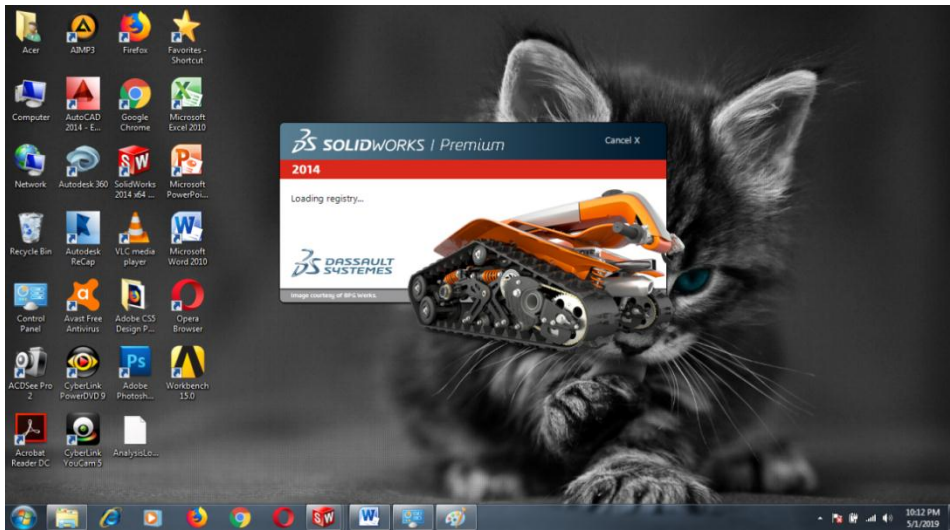 Acer
AIMP3
Firefox
Favorites -
Shortcut
Computer
AutoCAD
2014 - E...
Google
Chrome
Microsoft
Excel 2010
Network
Autodesk 360
SolidWorks
2014 x64 ...
Microsoft
PowerPoi...
Recycle Bin
Autodesk
ReCap
VLC media
player
Microsoft
Word 2010
Control
Panel
Avast Free
Antivirus
Adobe CS5
Design P...
Opera
Browser
ACDSee Pro
2
CyberLink
PowerDVD 9
Adobe
Photosh...
Workbench
15.0
Acrobat
Reader DC
CyberLink
YouCam 5
AnalysisLo...
SOLIDWORKS | Premium
Cancel X
2014
Loading registry...
DASSAULT
SYSTEMES
Image courtesy of BPG Werks.
10:12 PM
5/1/2019